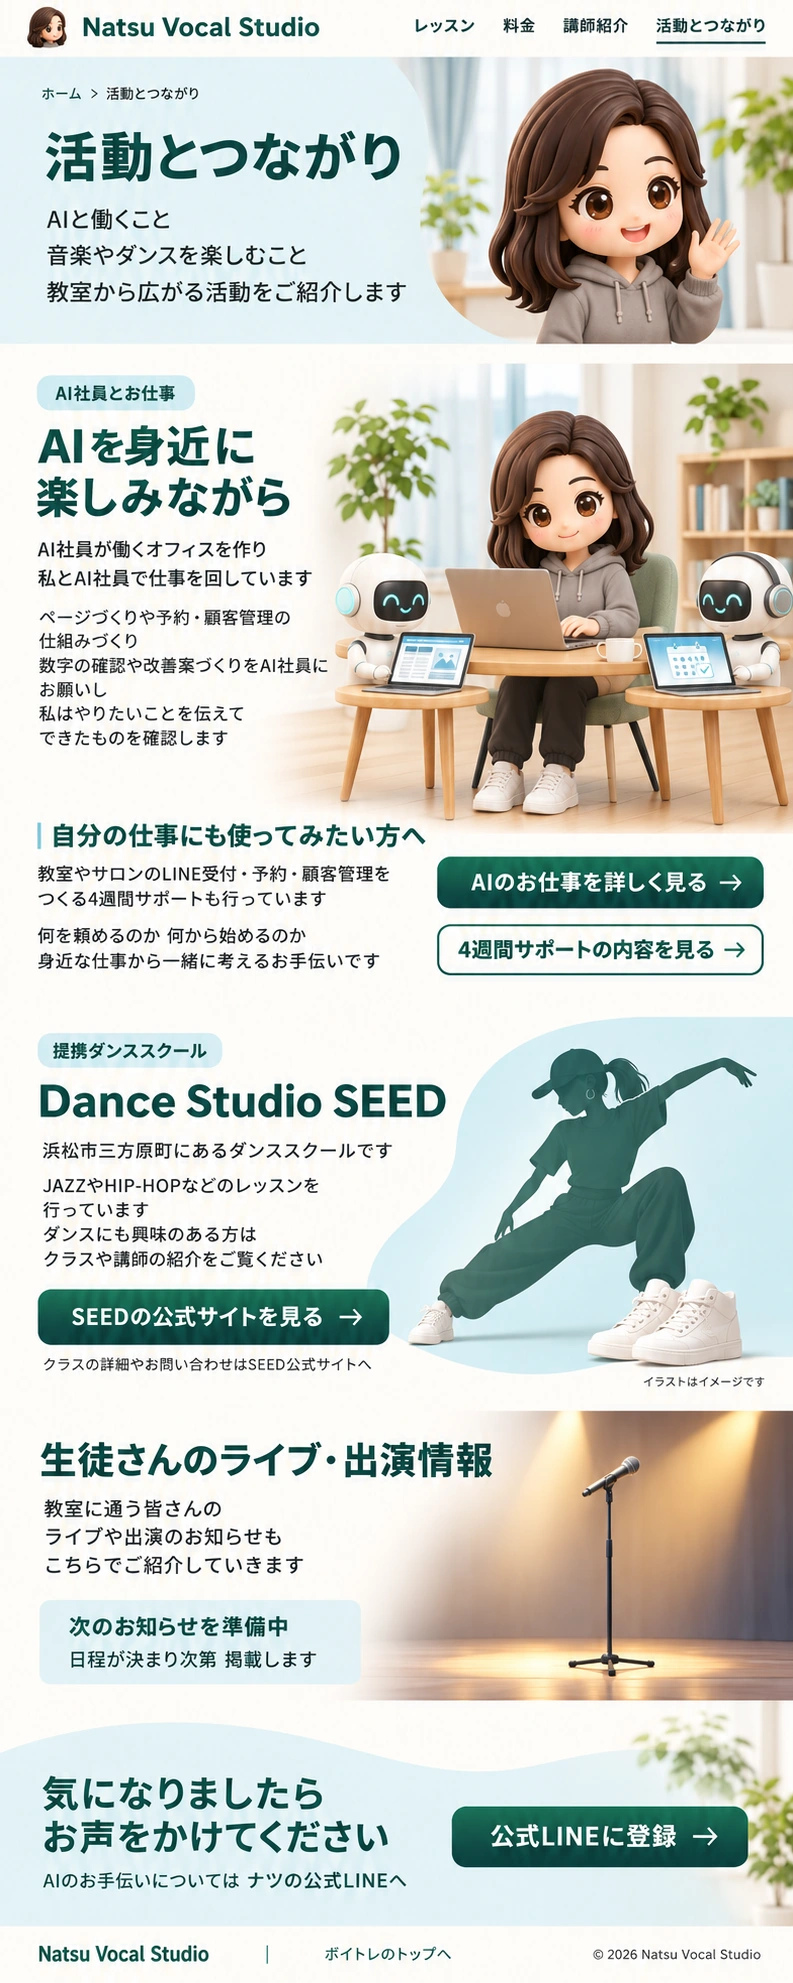 Natsu Vocal Studio
レッスン 料金 講師紹介 活動とつながり
ホーム > 活動とつながり
活動とつながり
AIと働くこと
音楽やダンスを楽しむこと
教室から広がる活動をご紹介します
AI社員とお仕事
AIを身近に
楽しみながら
AI社員が働くオフィスを作り
私とAI社員で仕事を回しています
ページづくりや予約・顧客管理の
仕組みづくり
数字の確認や改善案づくりをAI社員に
お願いし
私はやりたいことを伝えて
できたものを確認します
自分の仕事にも使ってみたい方へ
教室やサロンのLINE受付・予約・顧客管理を
つくる4週間サポートも行っています
何を頼めるのか 何から始めるのか
身近な仕事から一緒に考えるお手伝いです
AIのお仕事を詳しく見る →
4週間サポートの内容を見る →
提携ダンススクール
Dance Studio SEED
浜松市三方原町にあるダンススクールです
JAZZやHIP-HOPなどのレッスンを
行っています
ダンスにも興味のある方は
クラスや講師の紹介をご覧ください
SEEDの公式サイトを見る →
クラスの詳細やお問い合わせはSEED公式サイトへ
イラストはイメージです
生徒さんのライブ・出演情報
教室に通う皆さんの
ライブや出演のお知らせも
こちらでご紹介していきます
次のお知らせを準備中
日程が決まり次第 掲載します
気になりましたら
お声をかけてください
AIのお手伝いについては ナツの公式LINEへ
公式LINEに登録 →
Natsu Vocal Studio | ボイトレのトップへ © 2026 Natsu Vocal Studio